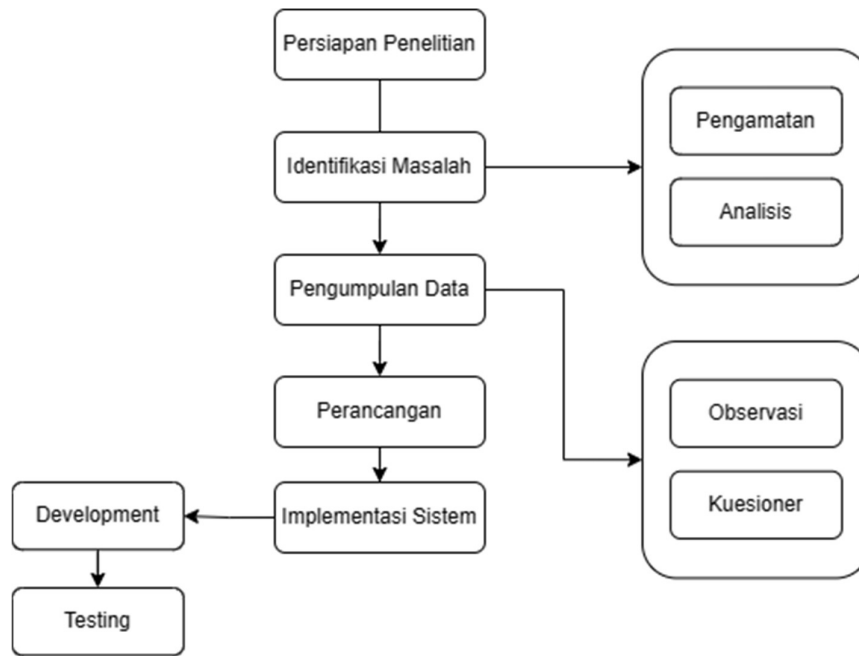 Persiapan Penelitian
Identifikasi Masalah
Pengamatan
Analisis
Pengumpulan Data
Observasi
Kuesioner
Perancangan
Implementasi Sistem
Development
Testing